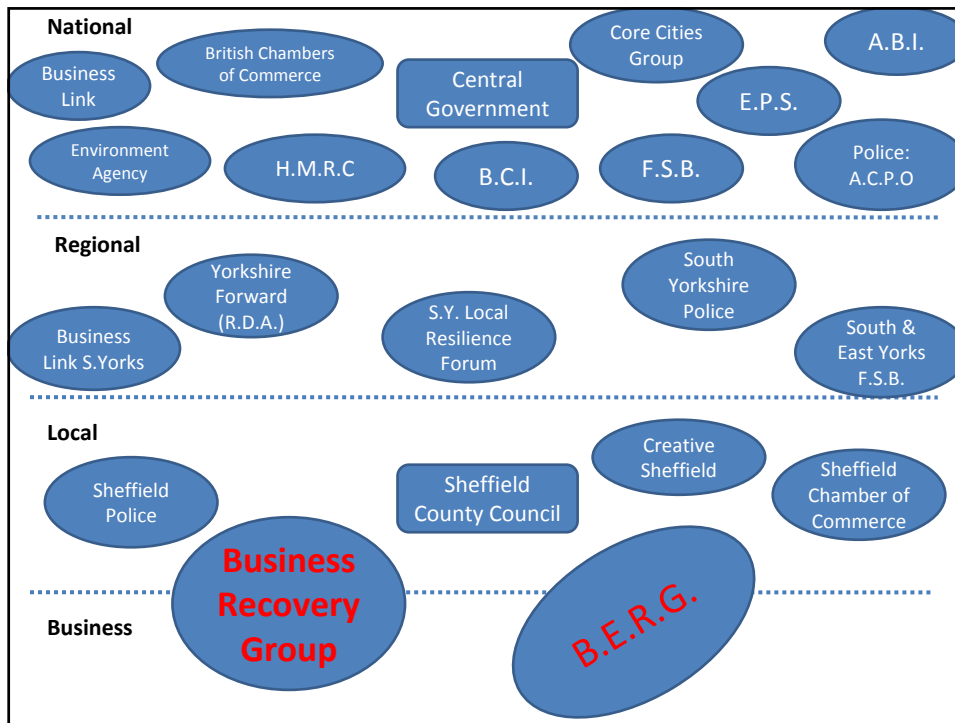 National
British Chambers
of Commerce
Core Cities
Group
A.B.I.
Business
Link
Central
Government
E.P.S.
Environment
Agency
H.M.R.C
B.C.I.
F.S.B.
Police:
A.C.P.O
Regional
Yorkshire
Forward
(R.D.A.)
South
Yorkshire
Police
Business
Link S.Yorks
S.Y. Local
Resilience
Forum
South &
East Yorks
F.S.B.
Local
Creative
Sheffield
Sheffield
Police
Sheffield
County Council
Sheffield
Chamber of
Commerce
Business
Recovery
Group
B.E.R.G.
Business